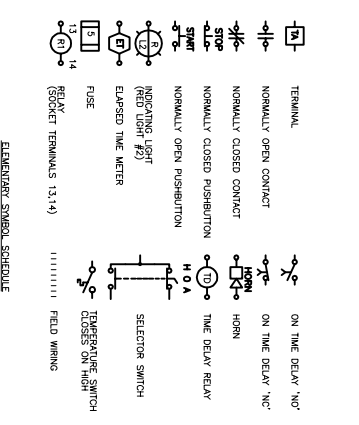 TA TERMINAL
NORMALLY OPEN CONTACT
NORMALLY CLOSED CONTACT
STOP NORMALLY CLOSED PUSHBUTTON
START NORMALLY OPEN PUSHBUTTON
R L2 INDICATING LIGHT
(RED LIGHT #2)
ET ELAPSED TIME METER
5 FUSE
13 R1 14 RELAY
(SOCKET TERMINALS 13,14)
ON TIME DELAY 'NO'
ON TIME DELAY 'NC'
HORN HORN
TD TIME DELAY RELAY
H O A SELECTOR SWITCH
TEMPERATURE SWITCH
CLOSES ON HIGH
FIELD WIRING
ELEMENTARY SYMBOL SCHEDULE